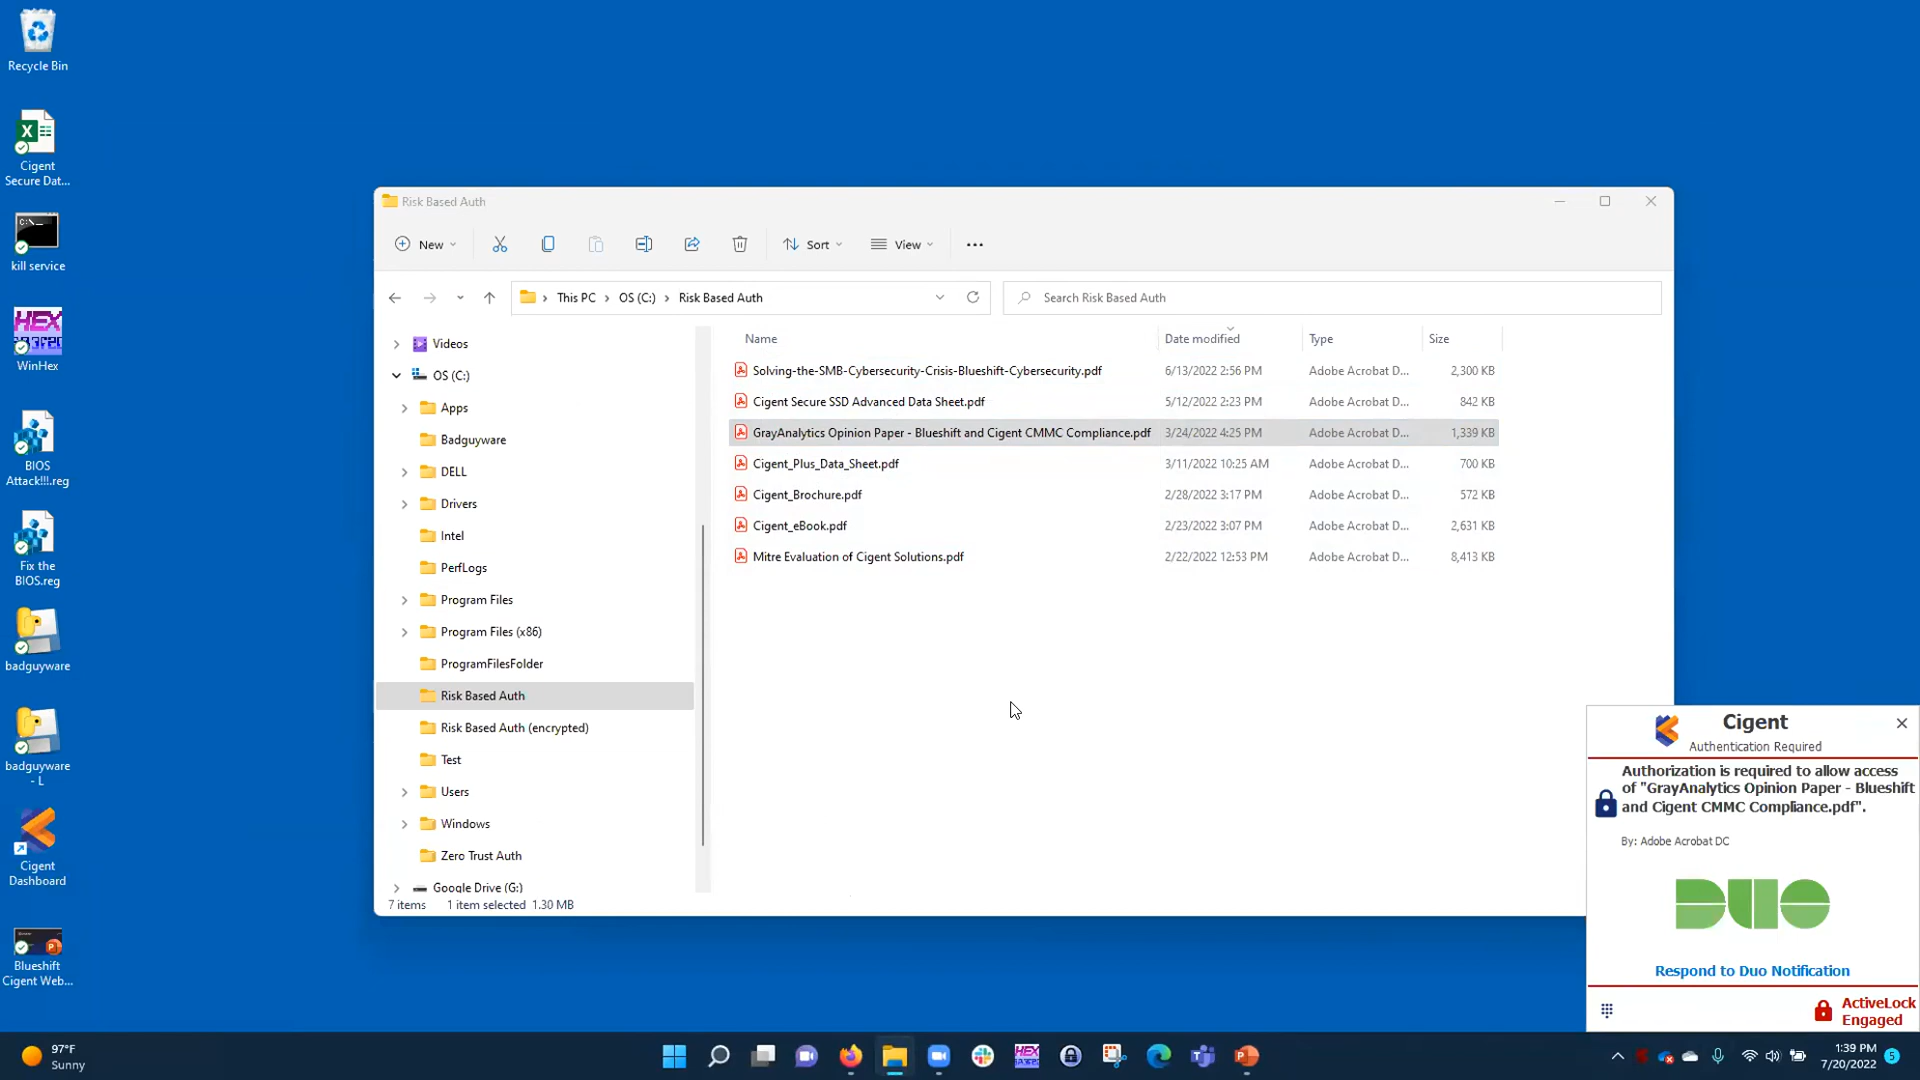 Recycle Bin
Cigent
Secure Dat...
kill service
WinHex
BIOS
Attack!!!.reg
Fix the
BIOS.reg
badguyware
badguyware
- L
Cigent
Dashboard
Blueshift
Cigent Web...
Risk Based Auth
New
Sort
View
This PC > OS (C:) > Risk Based Auth
Search Risk Based Auth
Videos
OS (C:)
Apps
Badguyware
DELL
Drivers
Intel
PerfLogs
Program Files
Program Files (x86)
ProgramFilesFolder
Risk Based Auth
Risk Based Auth (encrypted)
Test
Users
Windows
Zero Trust Auth
Google Drive (G:)
Name Date modified Type Size
Solving-the-SMB-Cybersecurity-Crisis-Blueshift-Cybersecurity.pdf 6/13/2022 2:56 PM Adobe Acrobat D... 2,300 KB
Cigent Secure SSD Advanced Data Sheet.pdf 5/12/2022 2:23 PM Adobe Acrobat D... 842 KB
GrayAnalytics Opinion Paper - Blueshift and Cigent CMMC Compliance.pdf 3/24/2022 4:25 PM Adobe Acrobat D... 1,339 KB
Cigent_Plus_Data_Sheet.pdf 3/11/2022 10:25 AM Adobe Acrobat D... 700 KB
Cigent_Brochure.pdf 2/28/2022 3:17 PM Adobe Acrobat D... 572 KB
Cigent_eBook.pdf 2/23/2022 3:07 PM Adobe Acrobat D... 2,631 KB
Mitre Evaluation of Cigent Solutions.pdf 2/22/2022 12:53 PM Adobe Acrobat D... 8,413 KB
7 items 1 item selected 1.30 MB
Cigent
Authentication Required
Authorization is required to allow access
of "GrayAnalytics Opinion Paper - Blueshift
and Cigent CMMC Compliance.pdf".
By: Adobe Acrobat DC
DUO
Respond to Duo Notification
ActiveLock
Engaged
97°F
Sunny
1:39 PM
7/20/2022
5